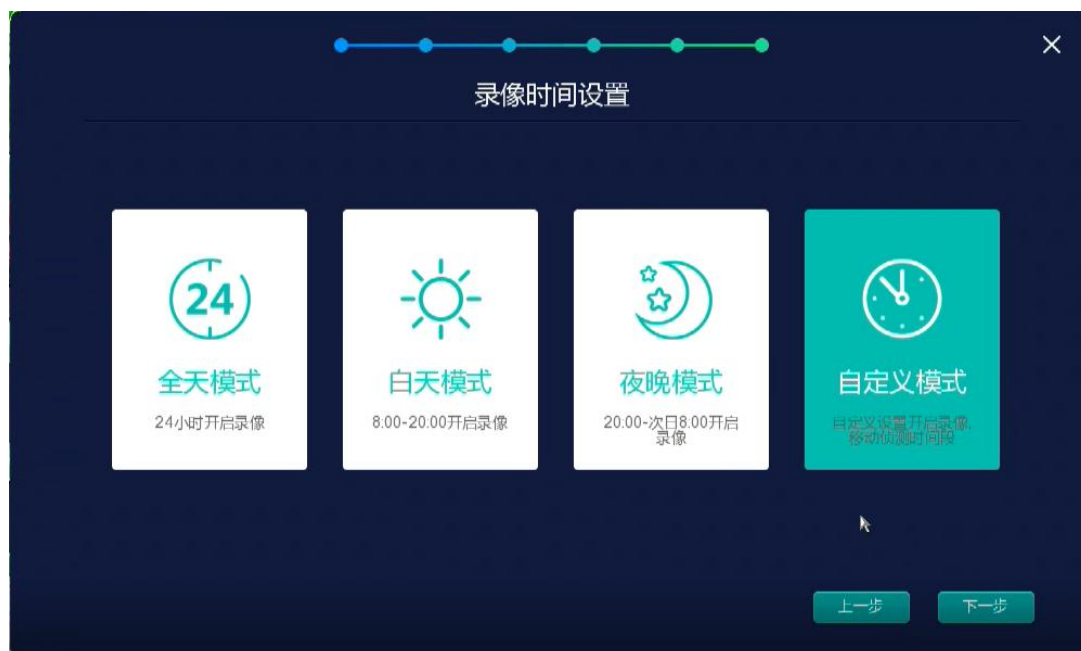 录像时间设置
24
全天模式
24小时开启录像
白天模式
8:00-20:00开启录像
夜晚模式
20:00-次日8:00开启
录像
自定义模式
自定义设置开启录像,
移动侦测时间段
上一步
下一步